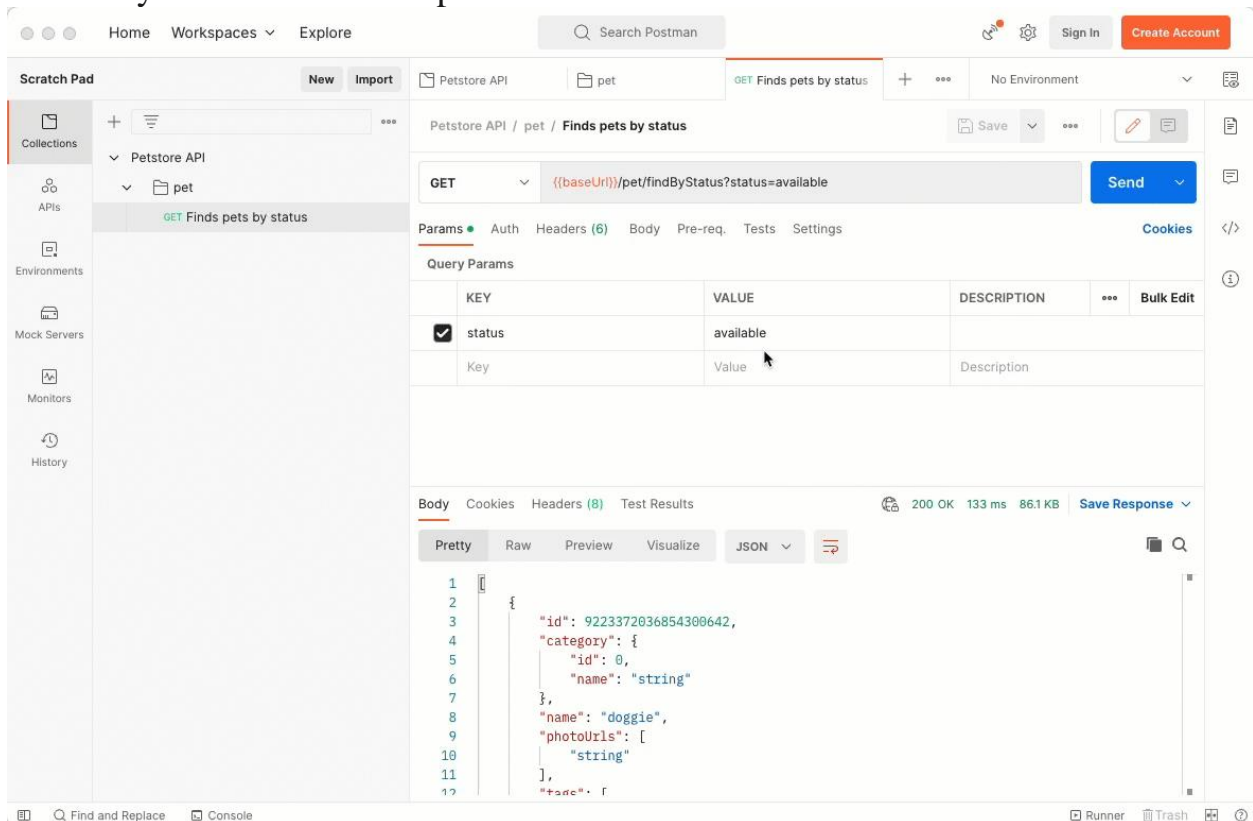 Home Workspaces Explore Search Postman Sign In Create Account
Scratch Pad New Import Petstore API pet GET Finds pets by status No Environment
Collections
APIs
Environments
Mock Servers
Monitors
History
Petstore API
pet
GET Finds pets by status
Petstore API / pet / Finds pets by status Save
GET {{baseUrl}}/pet/findByStatus?status=available Send
Params Auth Headers (6) Body Pre-req. Tests Settings Cookies
Query Params
KEY VALUE DESCRIPTION Bulk Edit
status available
Key Value Description
Body Cookies Headers (8) Test Results 200 OK 133 ms 86.1 KB Save Response
Pretty Raw Preview Visualize JSON
1 [
2 {
3 "id": 9223372036854300642,
4 "category": {
5 "id": 0,
6 "name": "string"
7 },
8 "name": "doggie",
9 "photoUrls": [
10 "string"
11 ],
12 "tags": [
Find and Replace Console Runner Trash